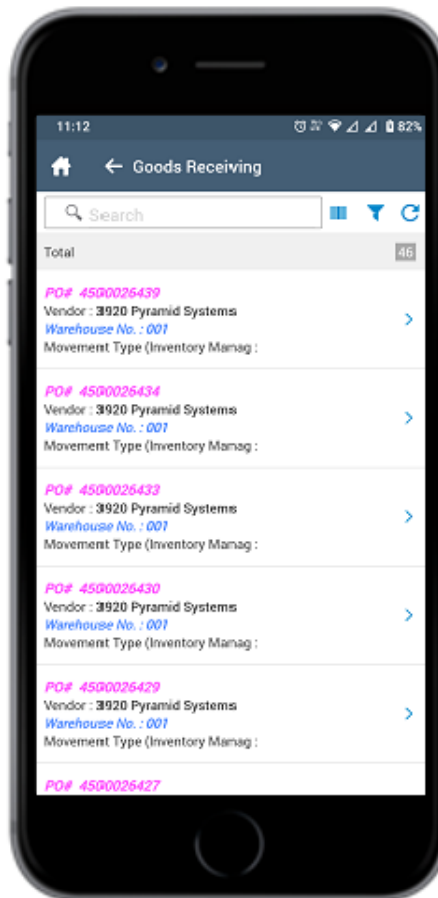 11:12 82%
Goods Receiving
Search
Total 46
PO# 4500026439
Vendor : 3920 Pyramid Systems
Warehouse No. : 001
Movement Type (Inventory Manag :
PO# 4500026434
Vendor : 3920 Pyramid Systems
Warehouse No. : 001
Movement Type (Inventory Manag :
PO# 4500026433
Vendor : 3920 Pyramid Systems
Warehouse No. : 001
Movement Type (Inventory Manag :
PO# 4500026430
Vendor : 3920 Pyramid Systems
Warehouse No. : 001
Movement Type (Inventory Manag :
PO# 4500026429
Vendor : 3920 Pyramid Systems
Warehouse No. : 001
Movement Type (Inventory Manag :
PO# 4500026427